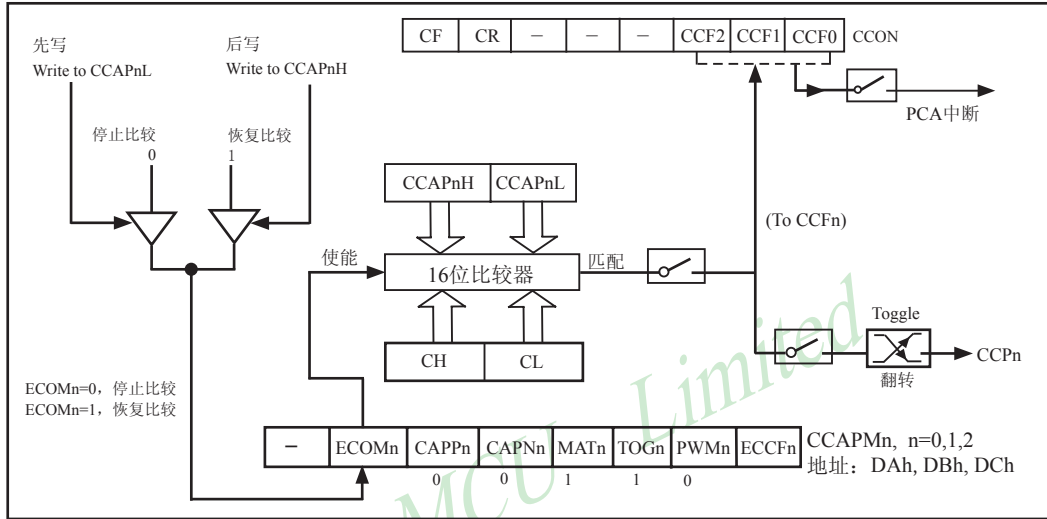 CF CR – – – CCF2 CCF1 CCF0 CCON
先写
Write to CCAPnL
后写
Write to CCAPnH
PCA中断
停止比较
0
恢复比较
1
CCAPnH CCAPnL
(To CCFn)
使能
16位比较器
匹配
CH CL
Toggle
CCPn
翻转
ECOMn=0，停止比较
ECOMn=1，恢复比较
– ECOMn CAPPn CAPNn MATn TOGn PWMn ECCFn
0 0 1 1 0
CCAPMn, n=0,1,2
地址：DAh, DBh, DCh
MCU Limited